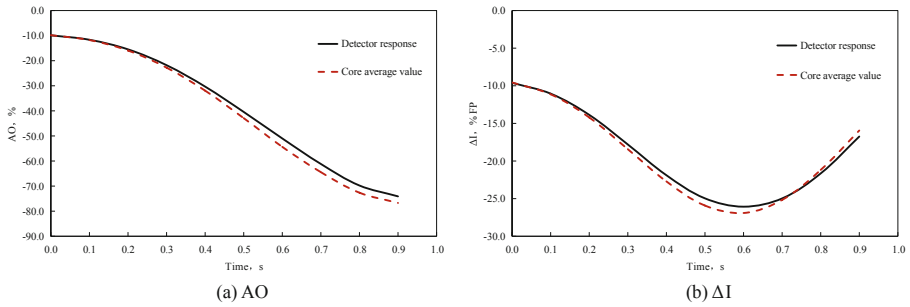 0.0
-10.0
-20.0
-30.0
-40.0
-50.0
-60.0
-70.0
-80.0
-90.0
AO, %
Detector response
Core average value
0.0 0.1 0.2 0.3 0.4 0.5 0.6 0.7 0.8 0.9 1.0
Time, s
(a) AO
0.0
-5.0
-10.0
-15.0
-20.0
-25.0
-30.0
ΔI, %FP
Detector response
Core average value
0.0 0.1 0.2 0.3 0.4 0.5 0.6 0.7 0.8 0.9 1.0
Time, s
(b) ΔI